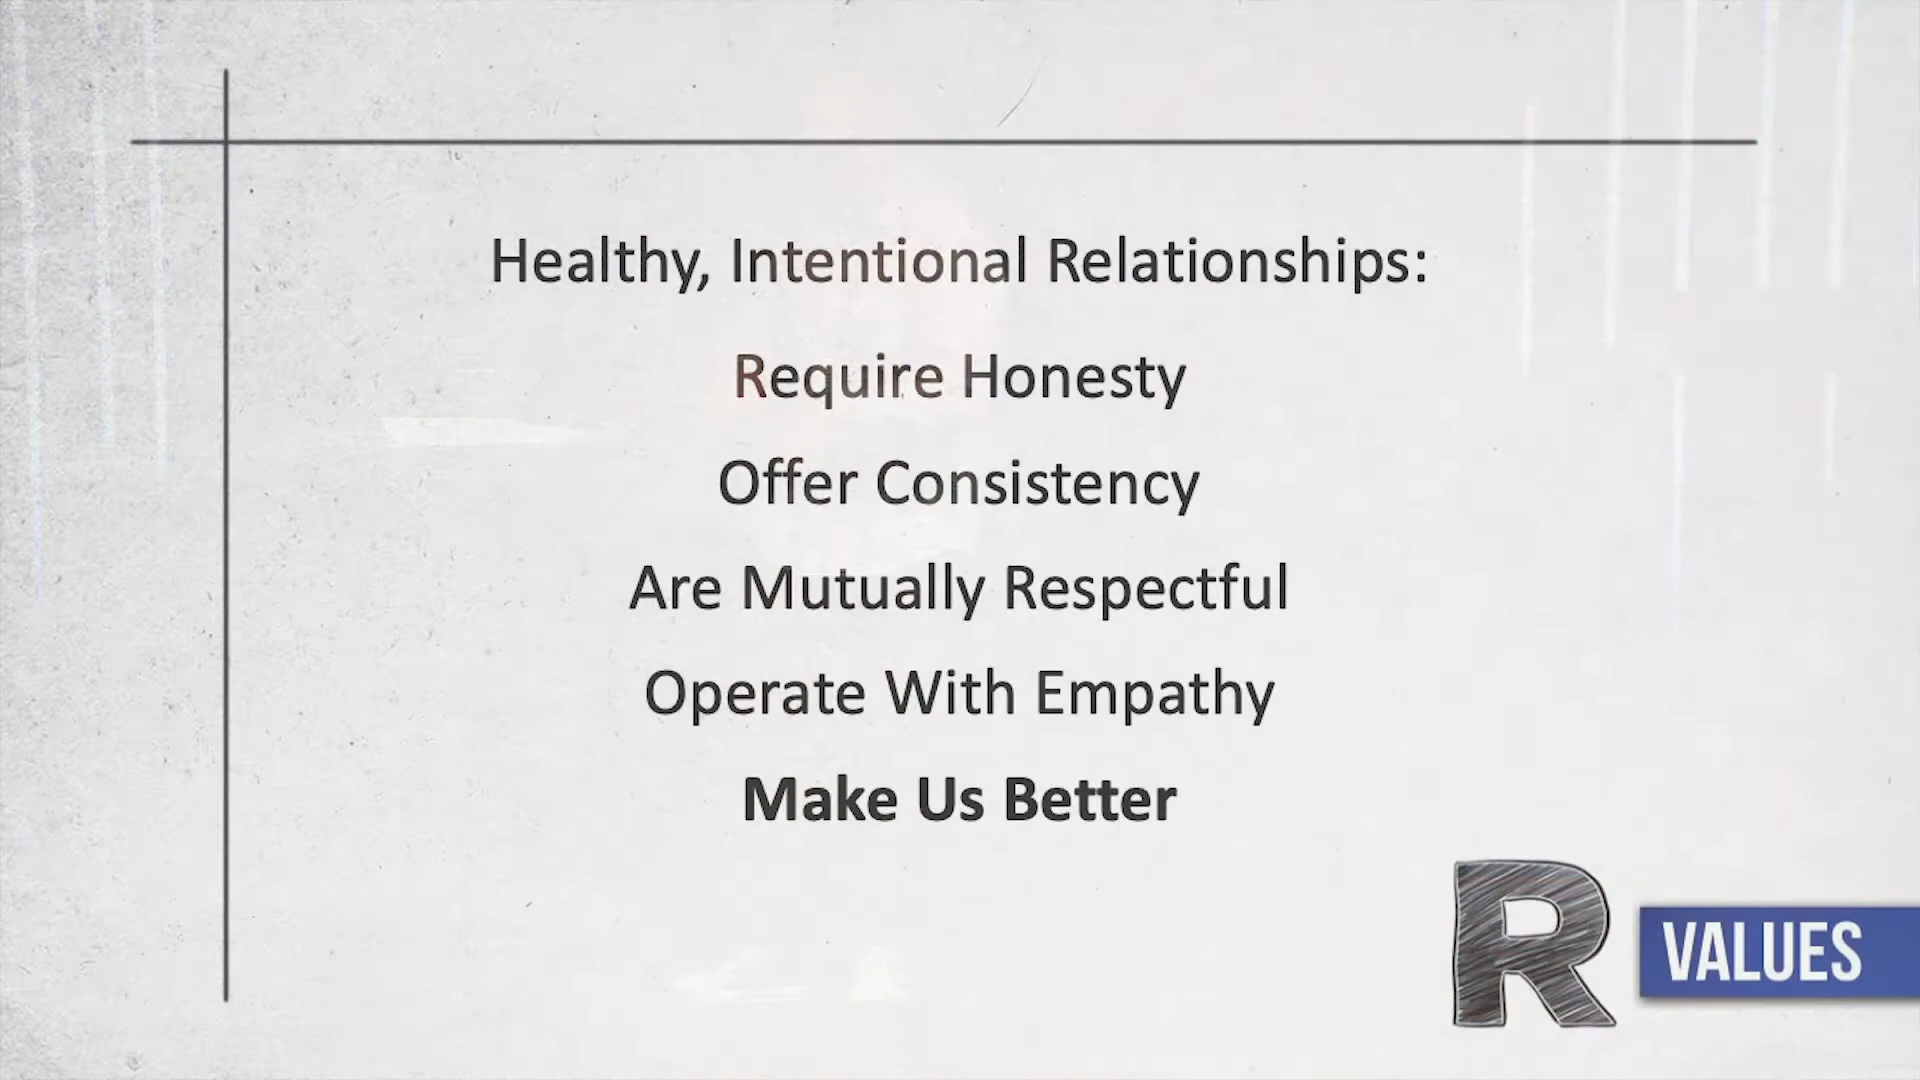 Healthy, Intentional Relationships:
Require Honesty
Offer Consistency
Are Mutually Respectful
Operate With Empathy
Make Us Better
R VALUES